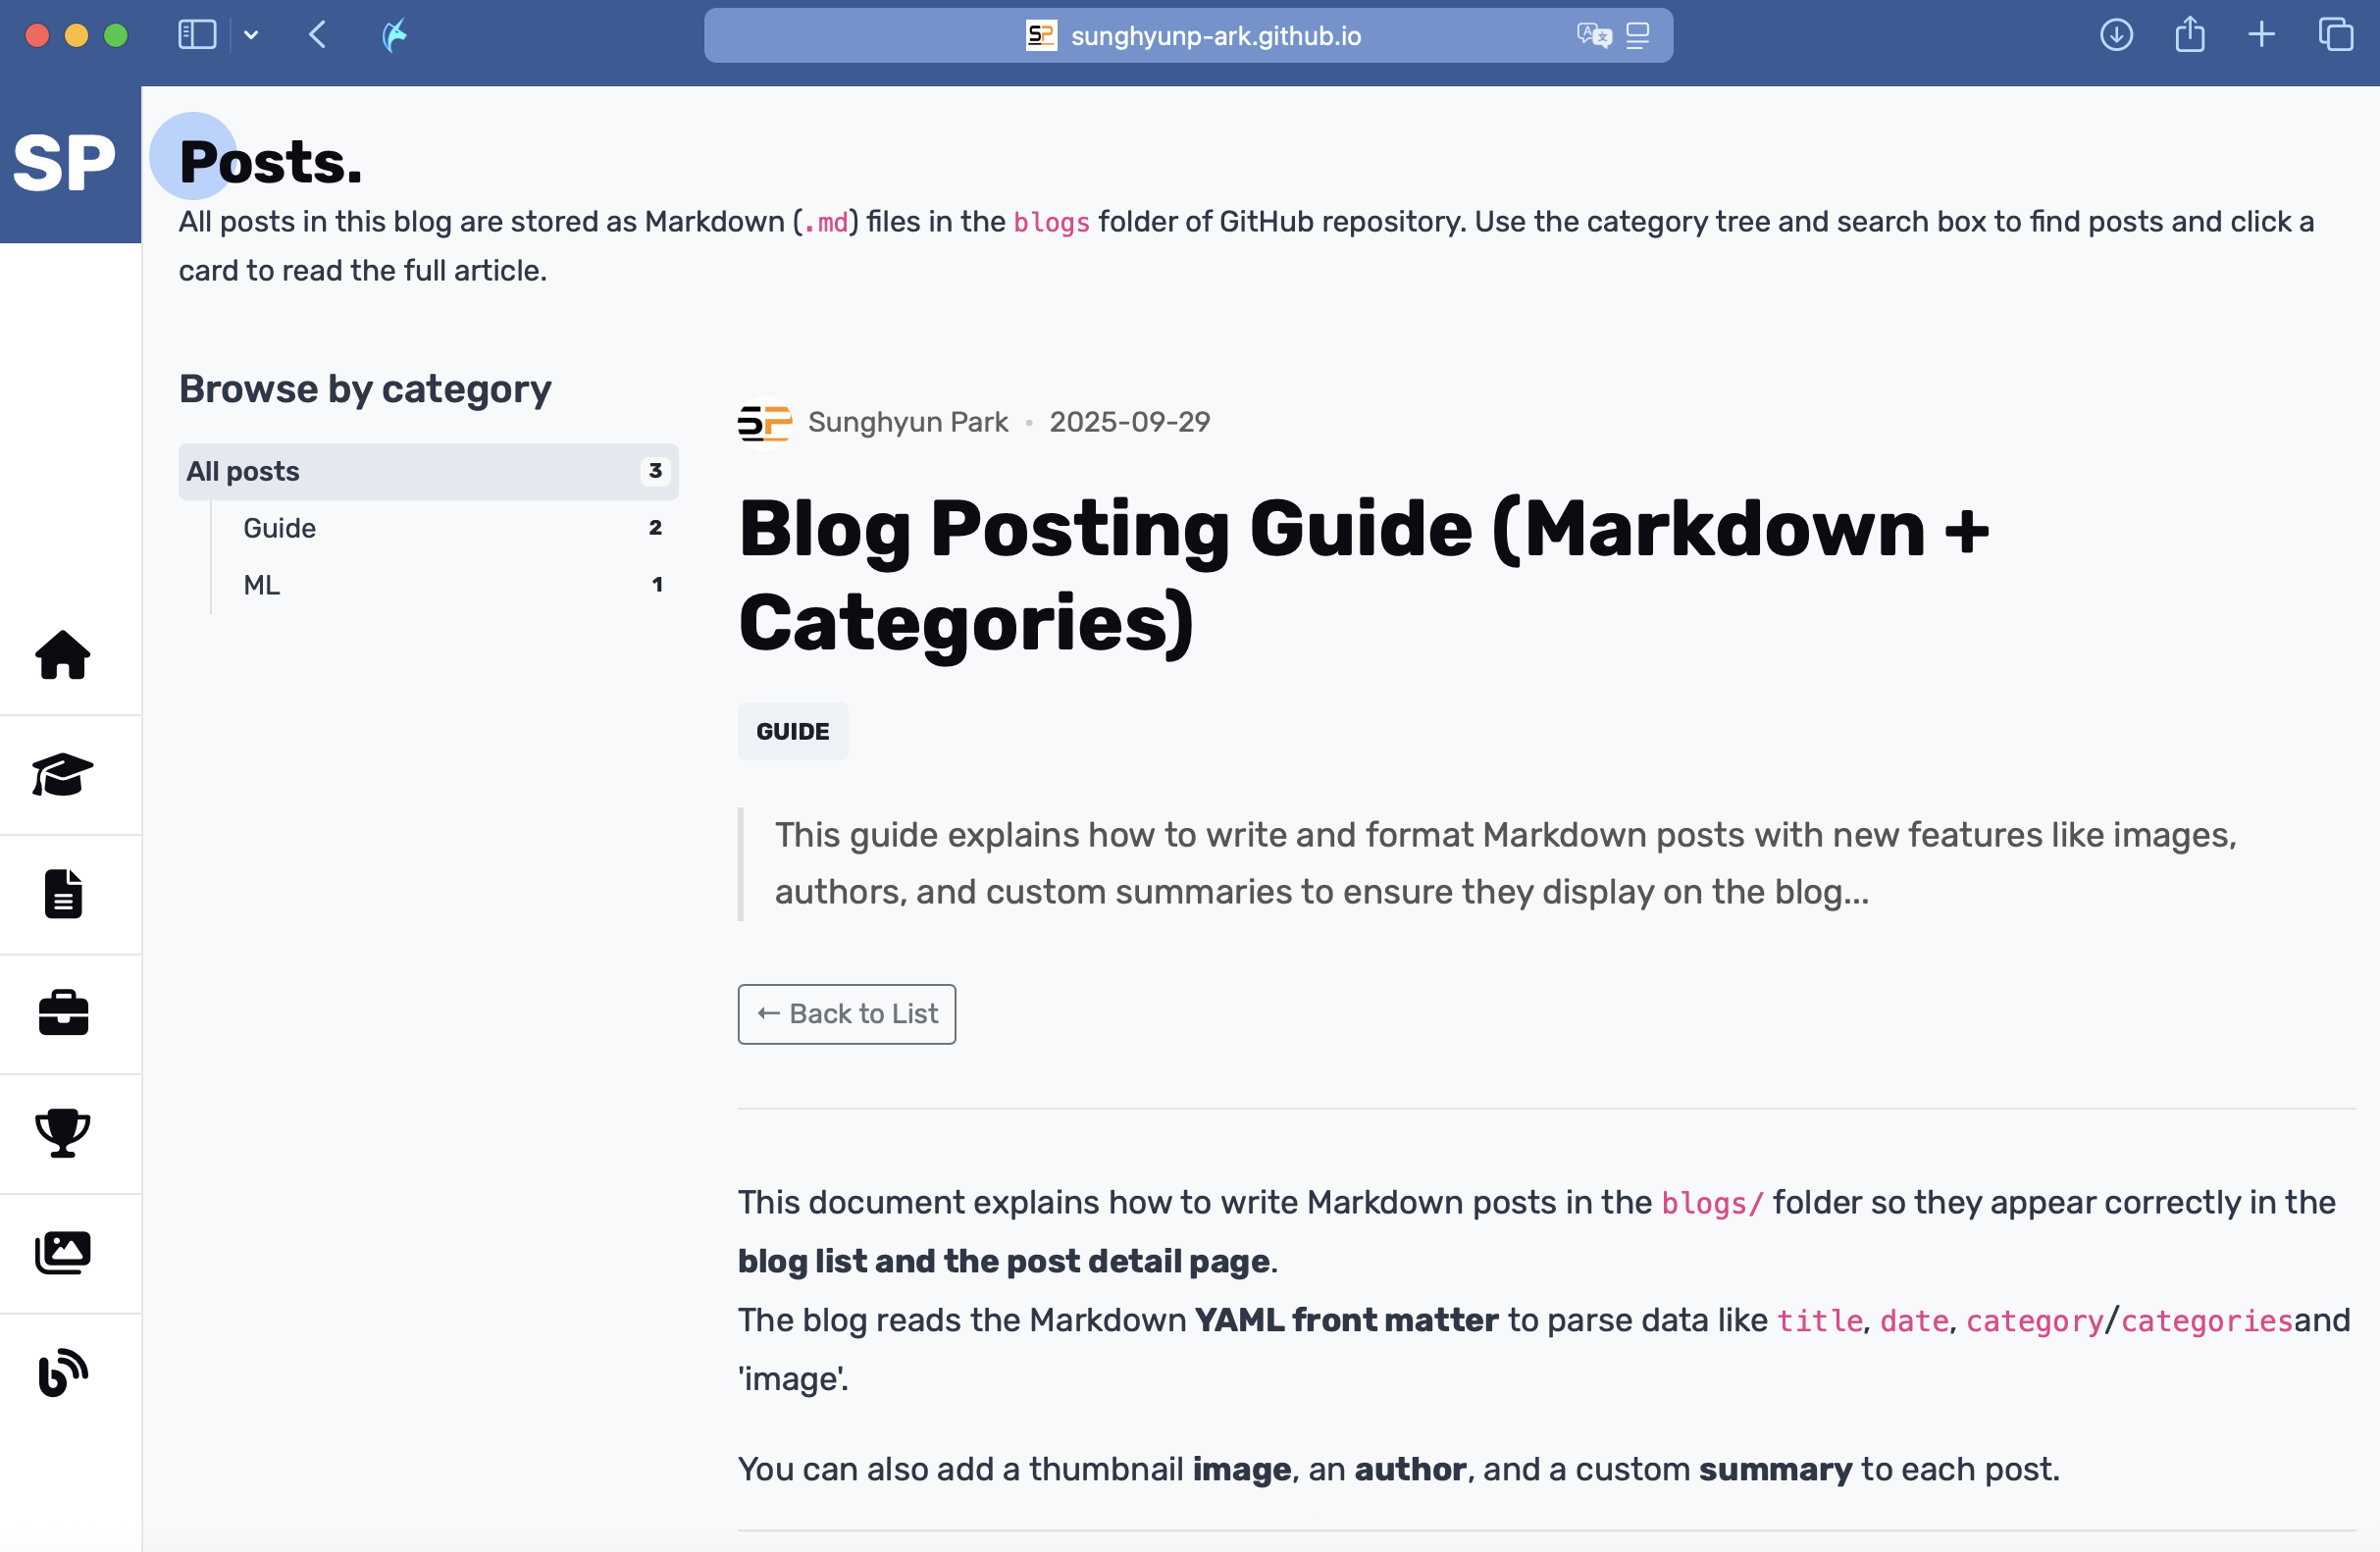 sunghyunp-ark.github.io
SP
Posts.
All posts in this blog are stored as Markdown (.md) files in the blogs folder of GitHub repository. Use the category tree and search box to find posts and click a
card to read the full article.
Browse by category
All posts 3
Guide 2
ML 1
SP Sunghyun Park • 2025-09-29
Blog Posting Guide (Markdown +
Categories)
GUIDE
This guide explains how to write and format Markdown posts with new features like images,
authors, and custom summaries to ensure they display on the blog...
← Back to List
This document explains how to write Markdown posts in the blogs/ folder so they appear correctly in the
blog list and the post detail page.
The blog reads the Markdown YAML front matter to parse data like title, date, category/categoriesand
'image'.
You can also add a thumbnail image, an author, and a custom summary to each post.